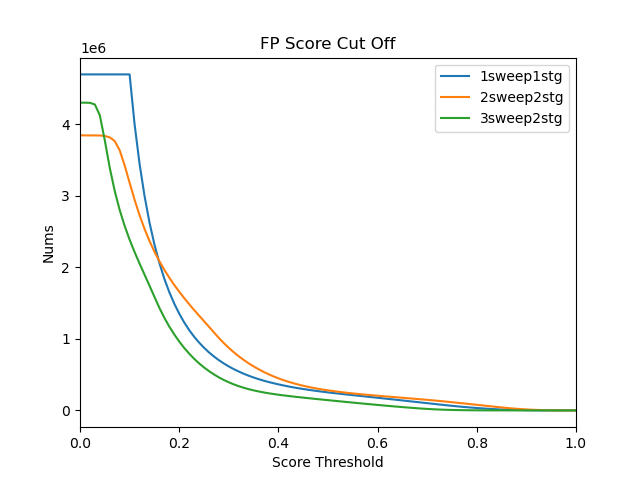 FP Score Cut Off
1e6
1sweep1stg
2sweep2stg
3sweep2stg
4
3
2
1
0
Nums
0.0 0.2 0.4 0.6 0.8 1.0
Score Threshold